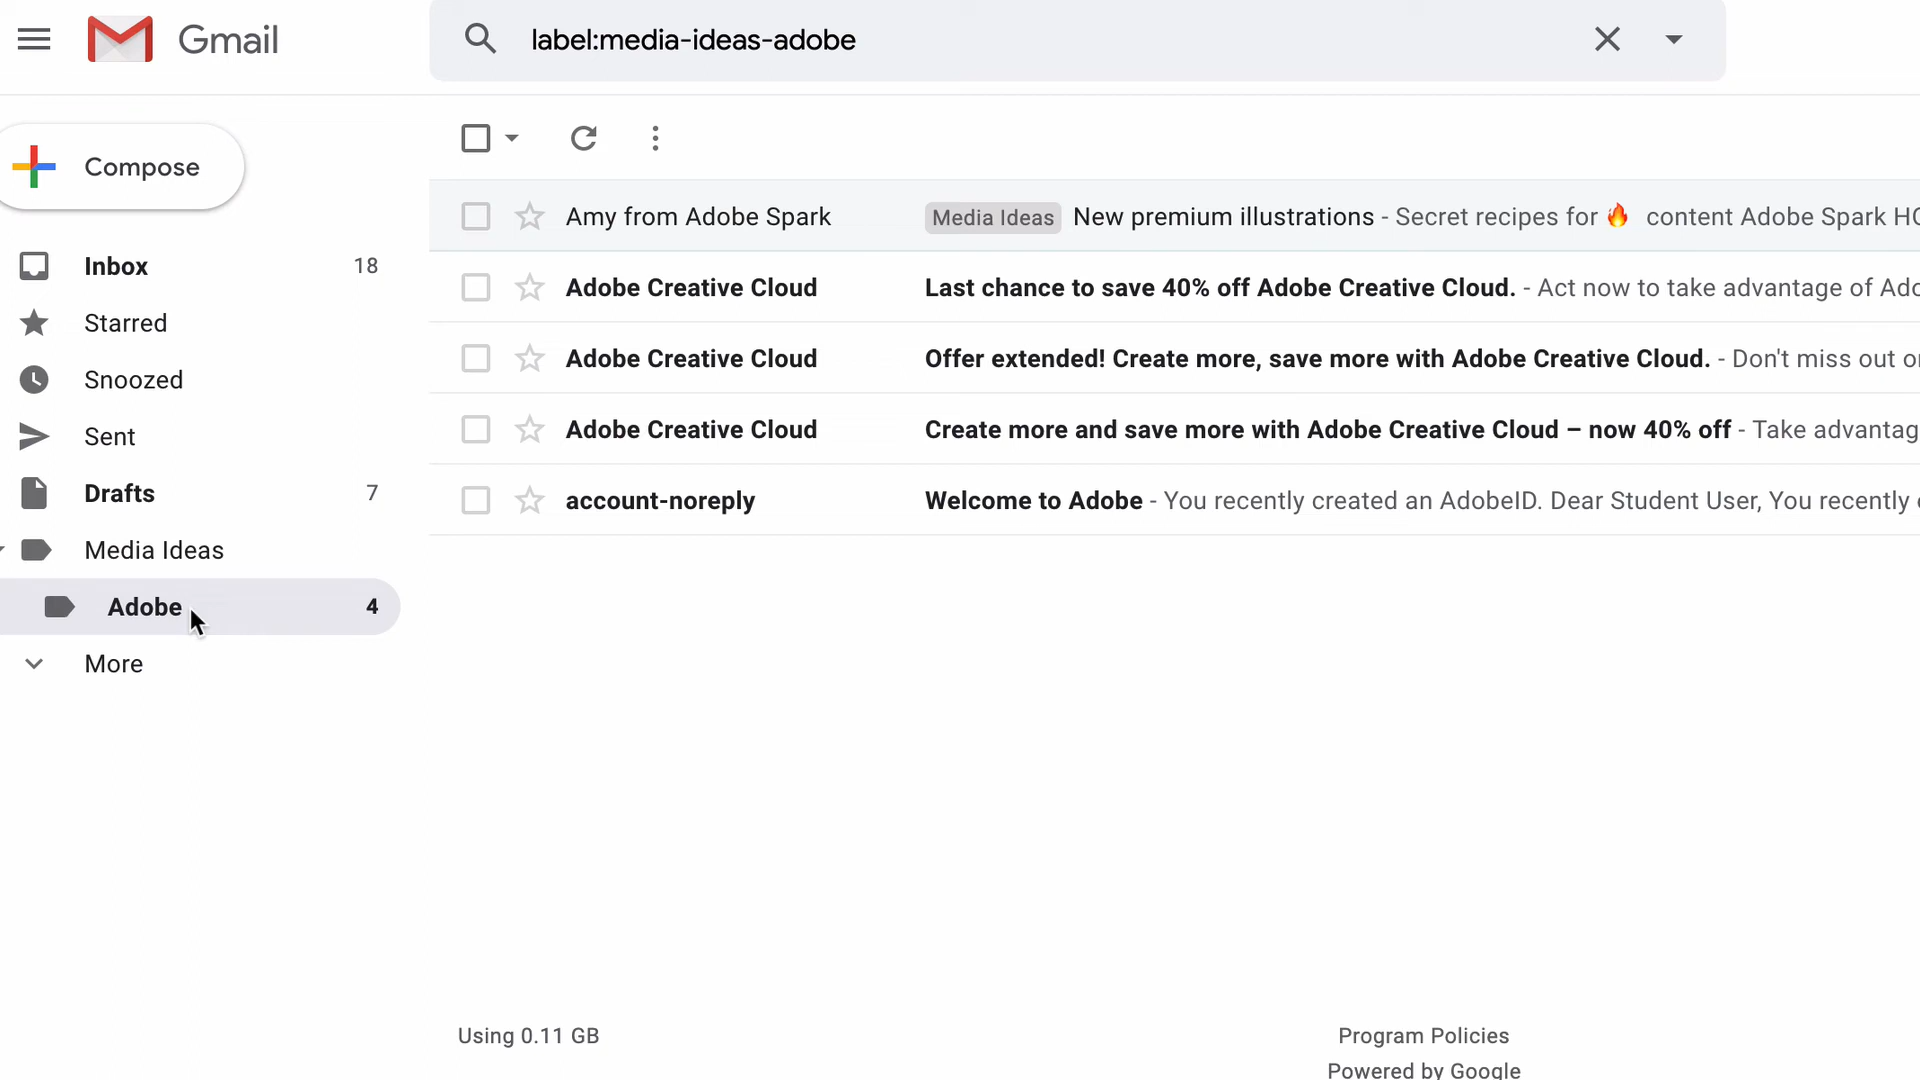 Gmail
label:media-ideas-adobe
Compose
Inbox 18
Starred
Snoozed
Sent
Drafts 7
Media Ideas
Adobe 4
More
Amy from Adobe Spark Media Ideas New premium illustrations - Secret recipes for 🔥 content Adobe Spark
Adobe Creative Cloud Last chance to save 40% off Adobe Creative Cloud. - Act now to take advantage of
Adobe Creative Cloud Offer extended! Create more, save more with Adobe Creative Cloud. - Don't miss out
Adobe Creative Cloud Create more and save more with Adobe Creative Cloud – now 40% off - Take
account-noreply Welcome to Adobe - You recently created an AdobeID. Dear Student User, You recently
Using 0.11 GB
Program Policies
Powered by Google